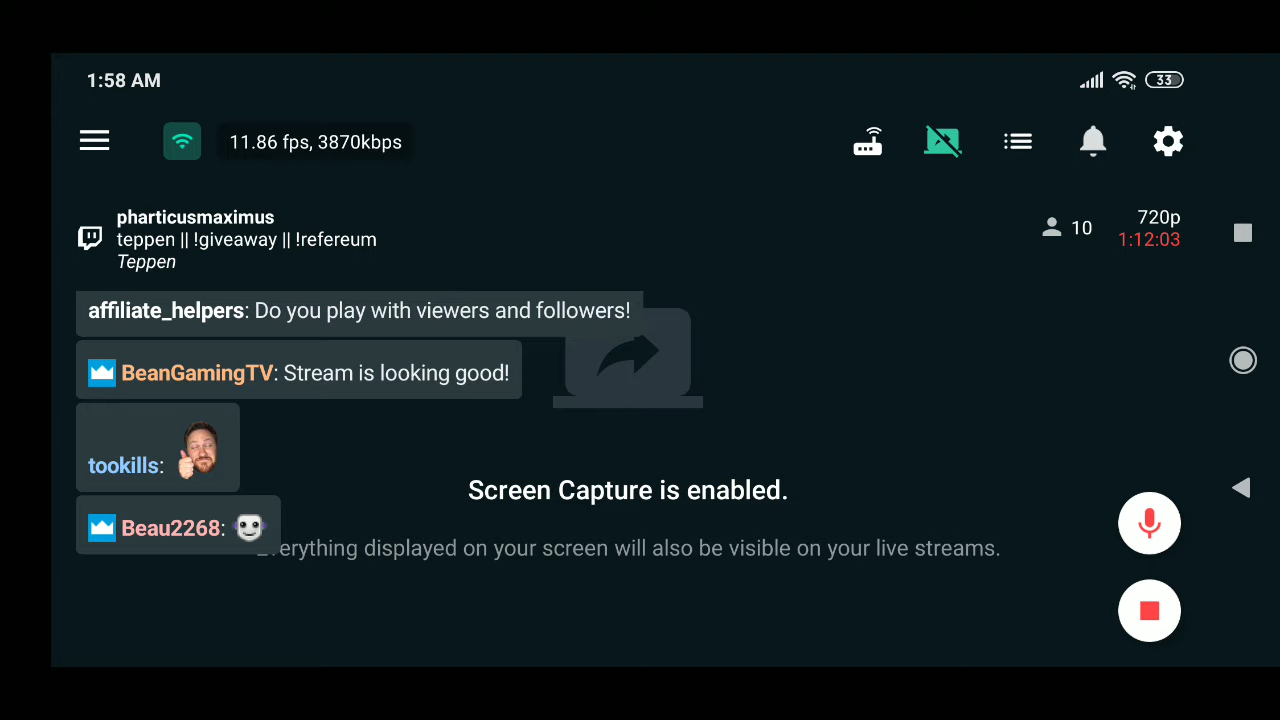 1:58 AM
33
11.86 fps, 3870kbps
pharticusmaximus
teppen || !giveaway || !refereum
Teppen
10
720p
1:12:03
affiliate_helpers: Do you play with viewers and followers!
BeanGamingTV: Stream is looking good!
tookills:
Screen Capture is enabled.
Beau2268:
Everything displayed on your screen will also be visible on your live streams.